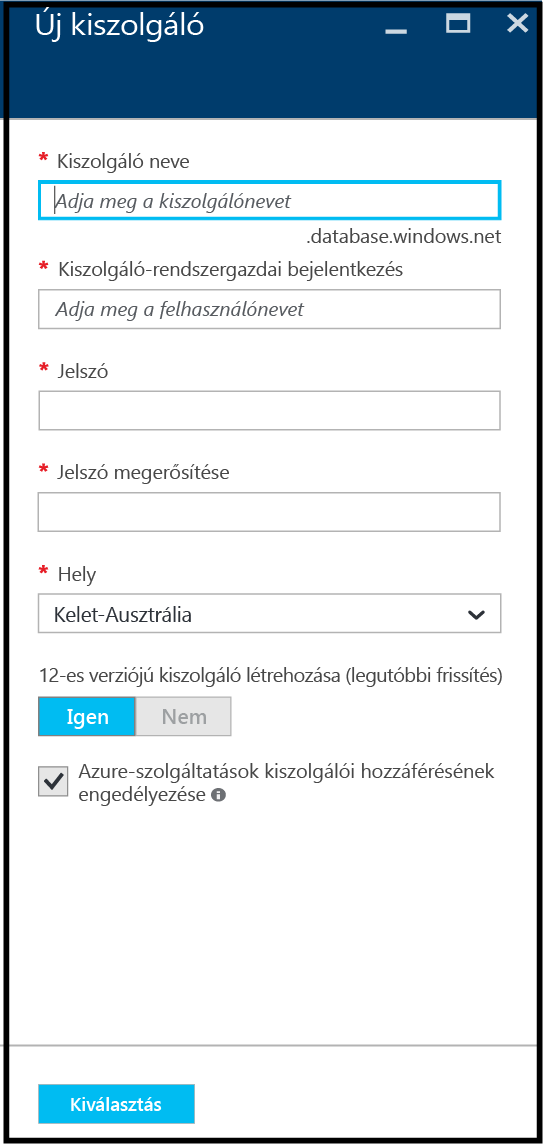 Új kiszolgáló
* Kiszolgáló neve
Adja meg a kiszolgálónevet
.database.windows.net
* Kiszolgáló-rendszergazdai bejelentkezés
Adja meg a felhasználónevet
* Jelszó
* Jelszó megerősítése
* Hely
Kelet-Ausztrália
12-es verziójú kiszolgáló létrehozása (legutóbbi frissítés)
Igen Nem
Azure-szolgáltatások kiszolgálói hozzáférésének
engedélyezése
Kiválasztás